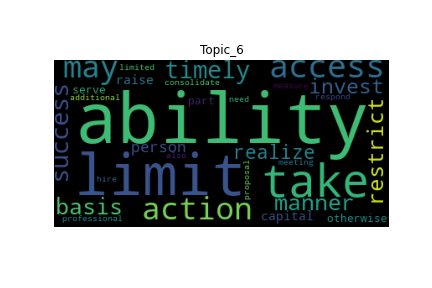 Topic_6
limited
may
timely
access
consolidate
raise
invest
serve
measure
additional
part
need
respond
success
ability
person
also
realize
restrict
limit
take
hire
meeting
proposal
basis
action
manner
capital
otherwise
professional